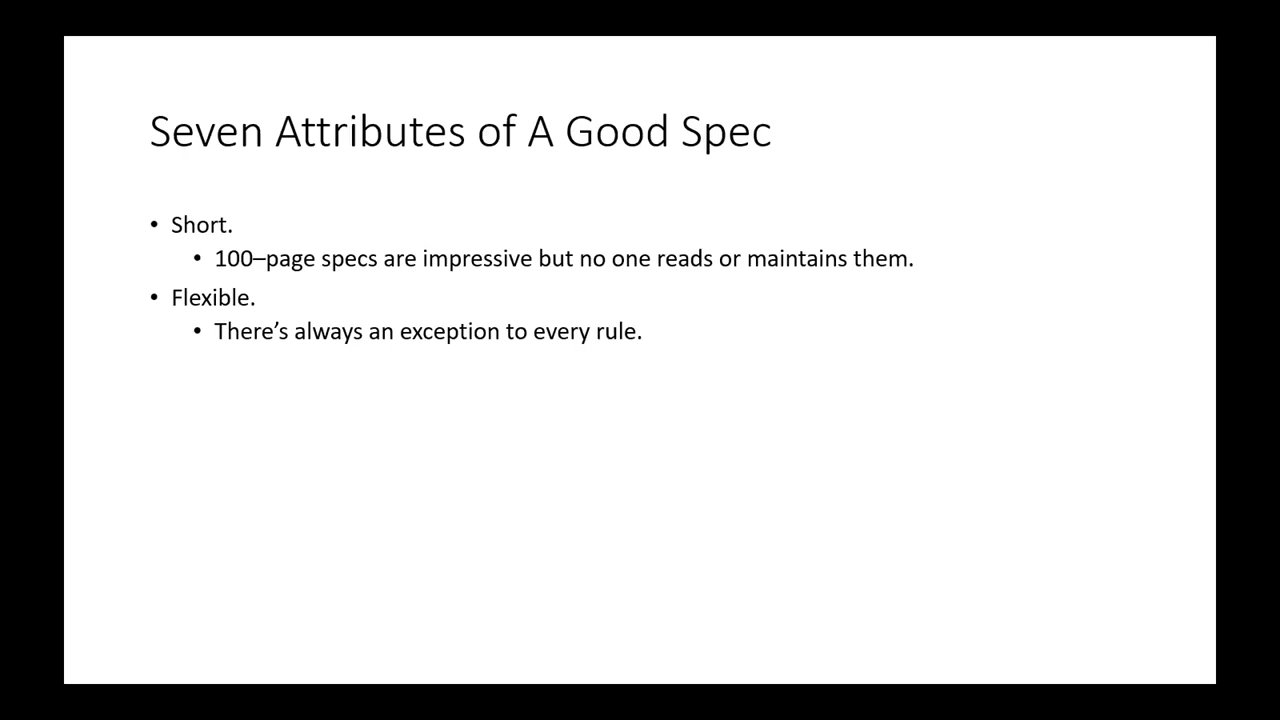 Seven Attributes of A Good Spec
• Short.
• 100–page specs are impressive but no one reads or maintains them.
• Flexible.
• There’s always an exception to every rule.